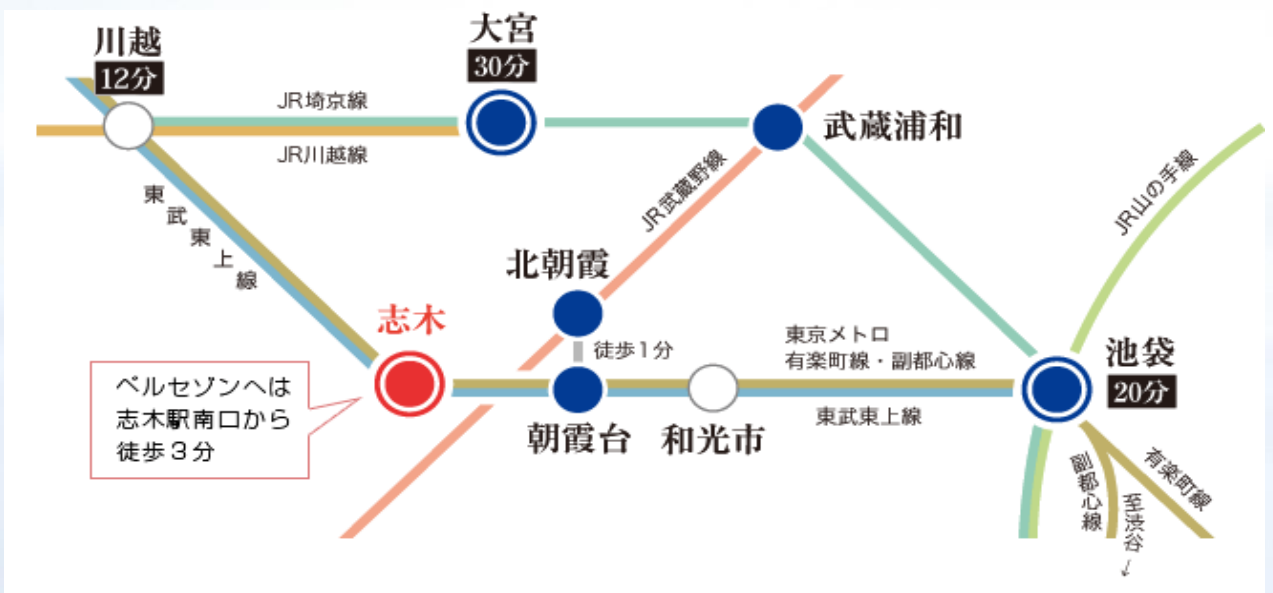 川越
12分
大宮
30分
JR埼京線
JR川越線
武蔵浦和
JR武蔵野線
JR山の手線
東武東上線
北朝霞
志木
徒歩1分
東京メトロ
有楽町線・副都心線
池袋
20分
ベルセゾンへは
志木駅南口から
徒歩3分
朝霞台
和光市
東武東上線
副都心線
有楽町線
至渋谷→